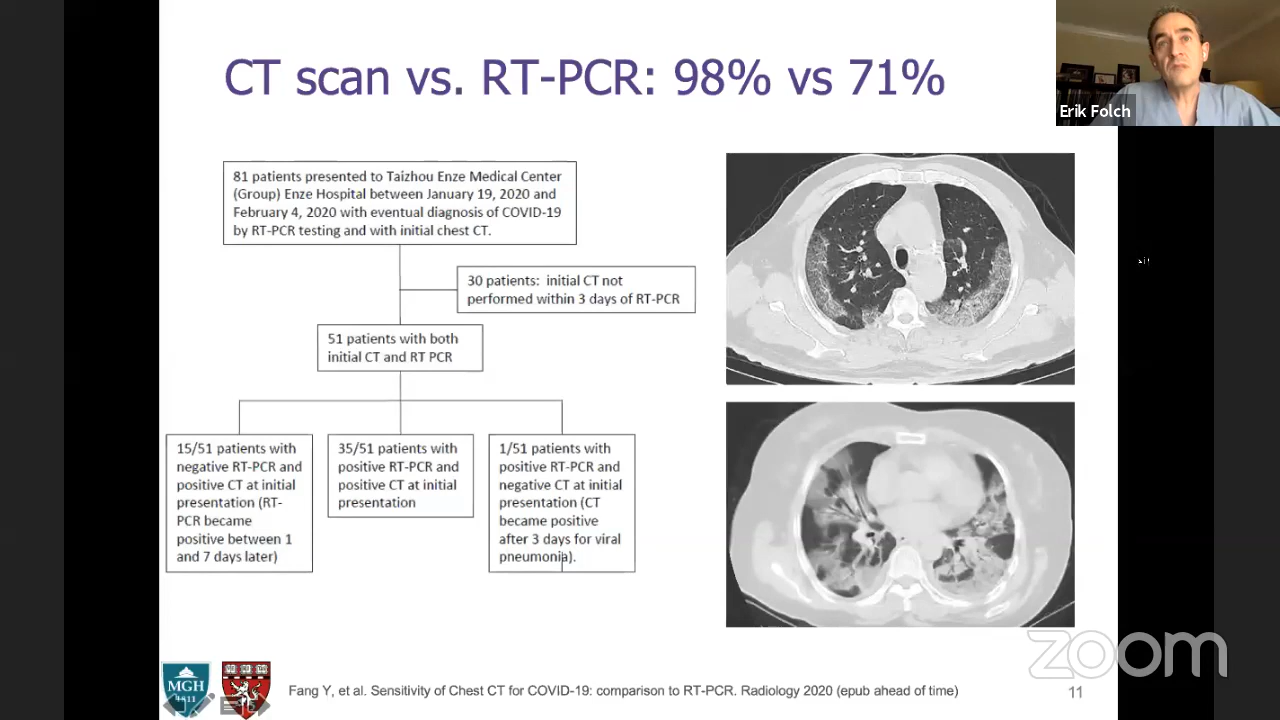 CT scan vs. RT-PCR: 98% vs 71%
Erik Folch
81 patients presented to Taizhou Enze Medical Center
(Group) Enze Hospital between January 19, 2020 and
February 4, 2020 with eventual diagnosis of COVID-19
by RT-PCR testing and with initial chest CT.
30 patients: initial CT not
performed within 3 days of RT-PCR
51 patients with both
initial CT and RT PCR
15/51 patients with
negative RT-PCR and
positive CT at initial
presentation (RT-
PCR became
positive between 1
and 7 days later)
35/51 patients with
positive RT-PCR and
positive CT at initial
presentation
1/51 patients with
positive RT-PCR and
negative CT at initial
presentation (CT
became positive
after 3 days for viral
pneumonia).
zoom
MGH
1811
Fang Y, et al. Sensitivity of Chest CT for COVID-19: comparison to RT-PCR. Radiology 2020 (epub ahead of time)
11